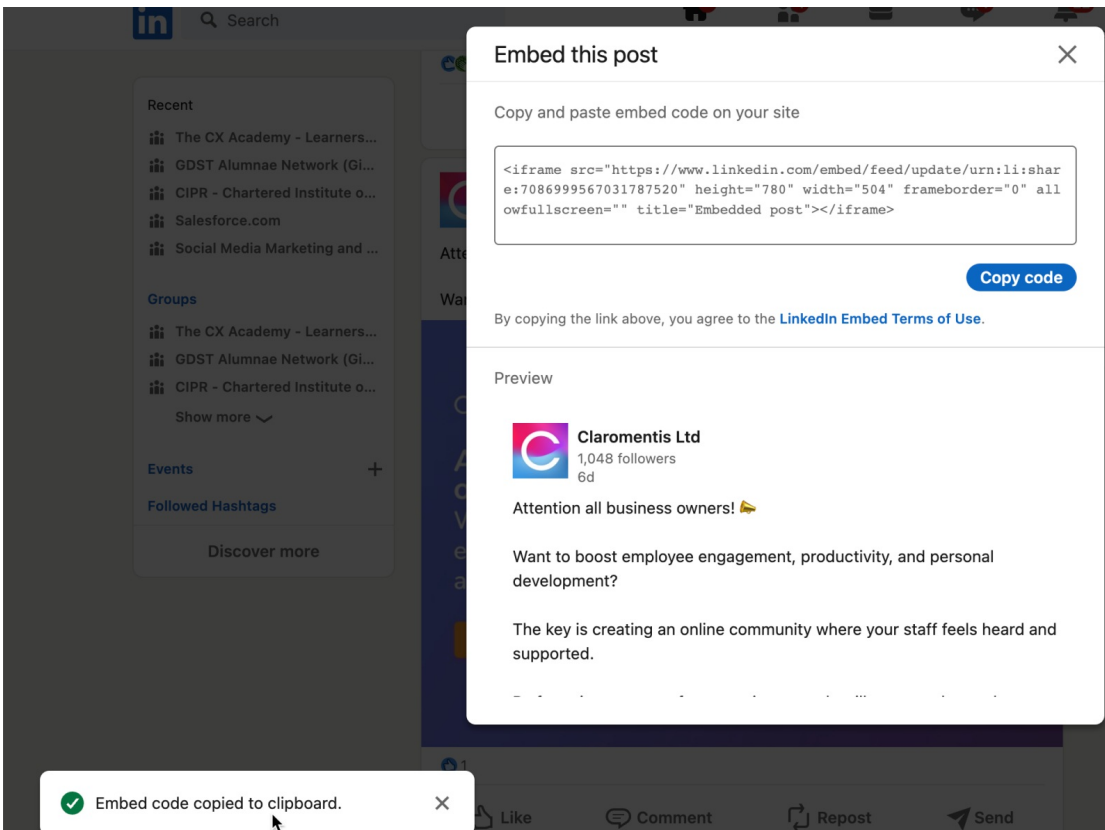 in
Search
Recent
The CX Academy - Learners...
GDST Alumnae Network (Gi...
CIPR - Chartered Institute o...
Salesforce.com
Social Media Marketing and ...
Groups
The CX Academy - Learners...
GDST Alumnae Network (Gi...
CIPR - Chartered Institute o...
Show more
Events
Followed Hashtags
Discover more
Embed this post
Copy and paste embed code on your site
<iframe src="https://www.linkedin.com/embed/feed/update/urn:li:shar
e:7086999567031787520" height="780" width="504" frameborder="0" all
owfullscreen="" title="Embedded post"></iframe>
Copy code
By copying the link above, you agree to the LinkedIn Embed Terms of Use.
Preview
Claromentis Ltd
1,048 followers
6d
Attention all business owners! 📣
Want to boost employee engagement, productivity, and personal
development?
The key is creating an online community where your staff feels heard and
supported.
1
Like
Comment
Repost
Send
Embed code copied to clipboard.